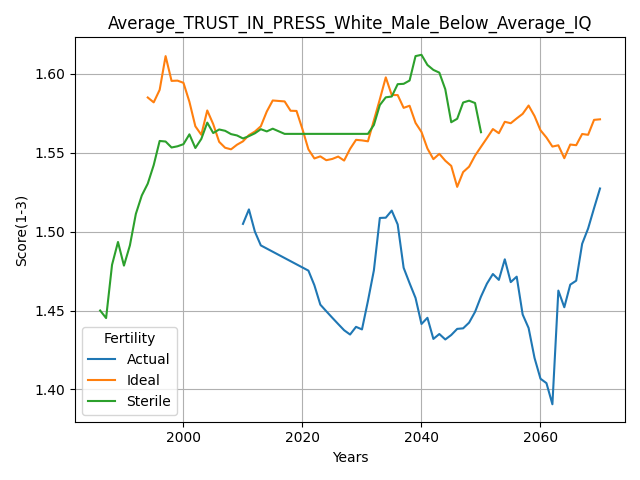 Average_TRUST_IN_PRESS_White_Male_Below_Average_IQ
Score(1-3)
1.60
1.55
1.50
1.45
1.40
Fertility
Actual
Ideal
Sterile
2000
2020
2040
2060
Years